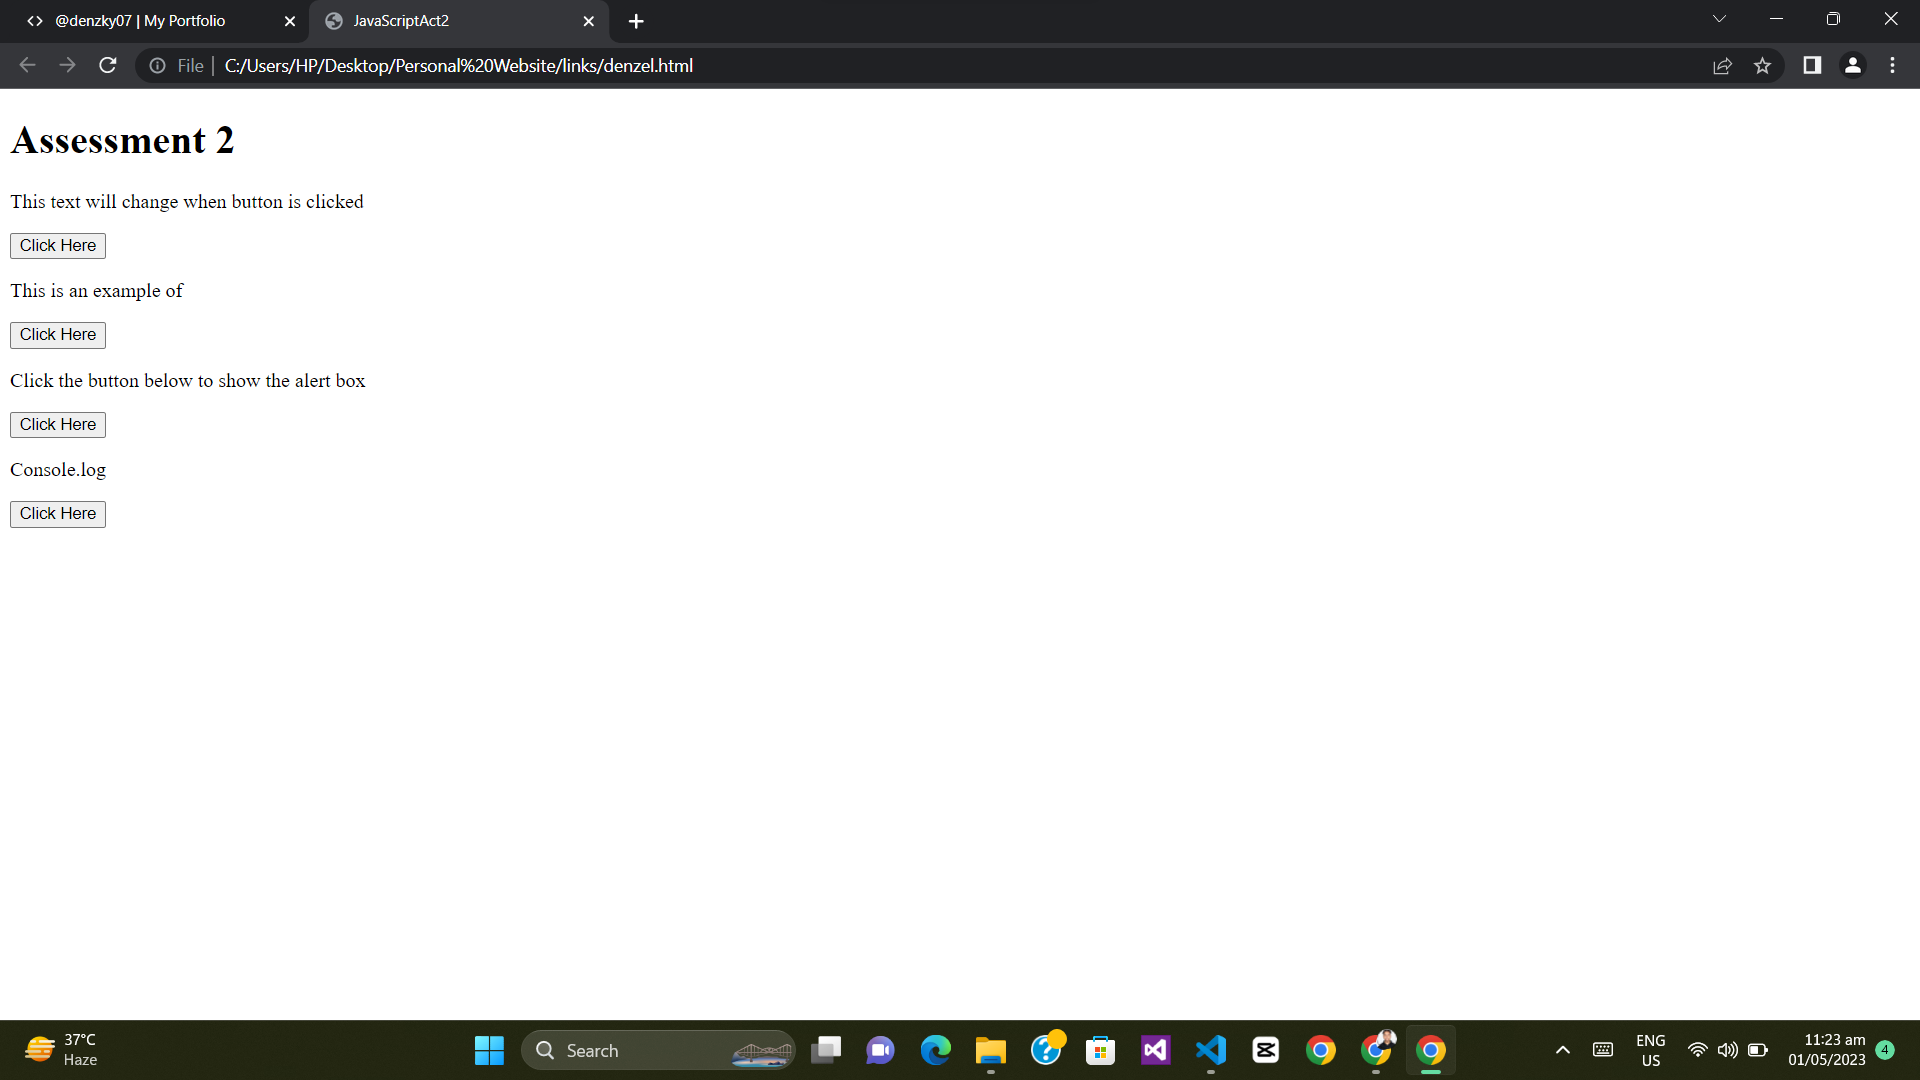 @denzky07 | My Portfolio
JavaScriptAct2
File
C:/Users/HP/Desktop/Personal%20Website/links/denzel.html
Assessment 2
This text will change when button is clicked
Click Here
This is an example of
Click Here
Click the button below to show the alert box
Click Here
Console.log
Click Here
37°C
Haze
Search
ENG
US
11:23 am
01/05/2023
4